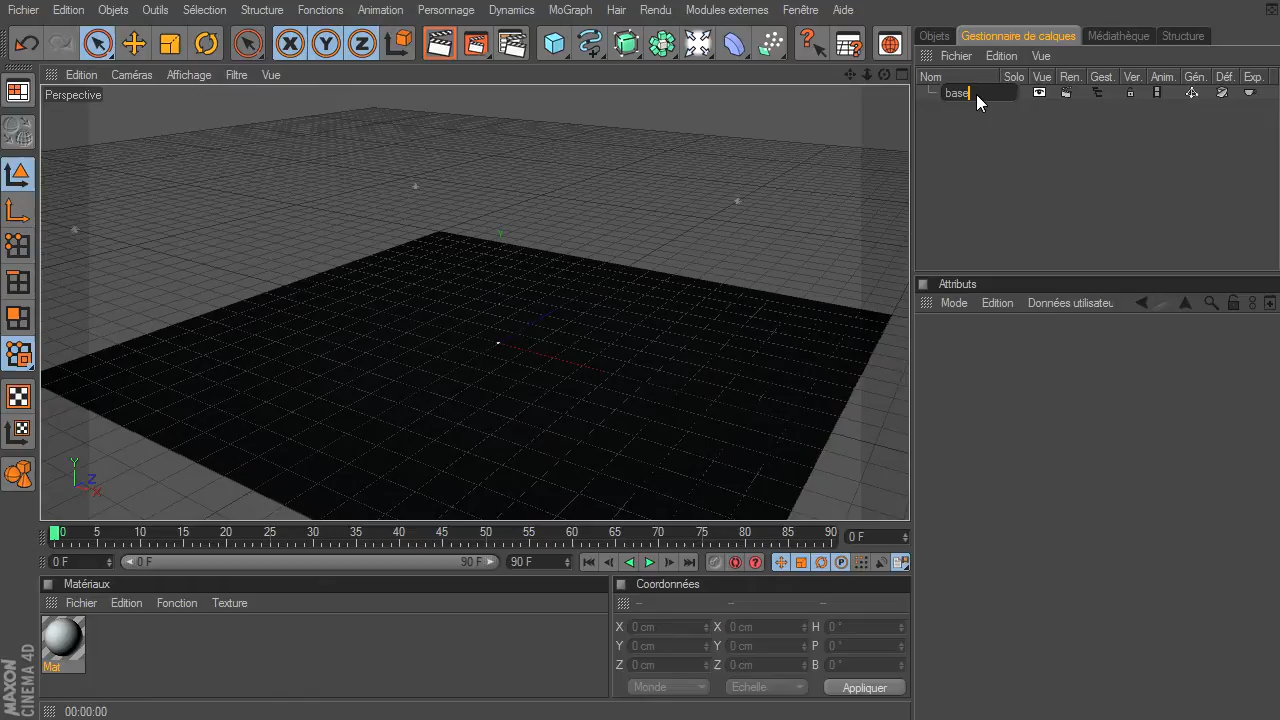 Fichier Edition Objets Outils Sélection Structure Fonctions Animation Personnage Dynamics MoGraph Hair Rendu Modules externes Fenêtre Aide
Objets Gestionnaire de calques Médiathèque Structure
Fichier Edition Vue
Nom Solo Vue Ren. Gest. Ver. Anim. Gén. Déf. Exp.
base
Edition Caméras Affichage Filtre Vue
Perspective
Y
Y
Z
X
Attributs
Mode Edition Données utilisateu
0 5 10 15 20 25 30 35 40 45 50 55 60 65 70 75 80 85 90 0 F
0 F 0 F 90 F 90 F
Matériaux
Fichier Edition Fonction Texture
Mat
Coordonnées
X 0 cm X 0 cm H 0 °
Y 0 cm Y 0 cm P 0 °
Z 0 cm Z 0 cm B 0 °
Monde Echelle Appliquer
MAXON
CINEMA 4D
00:00:00